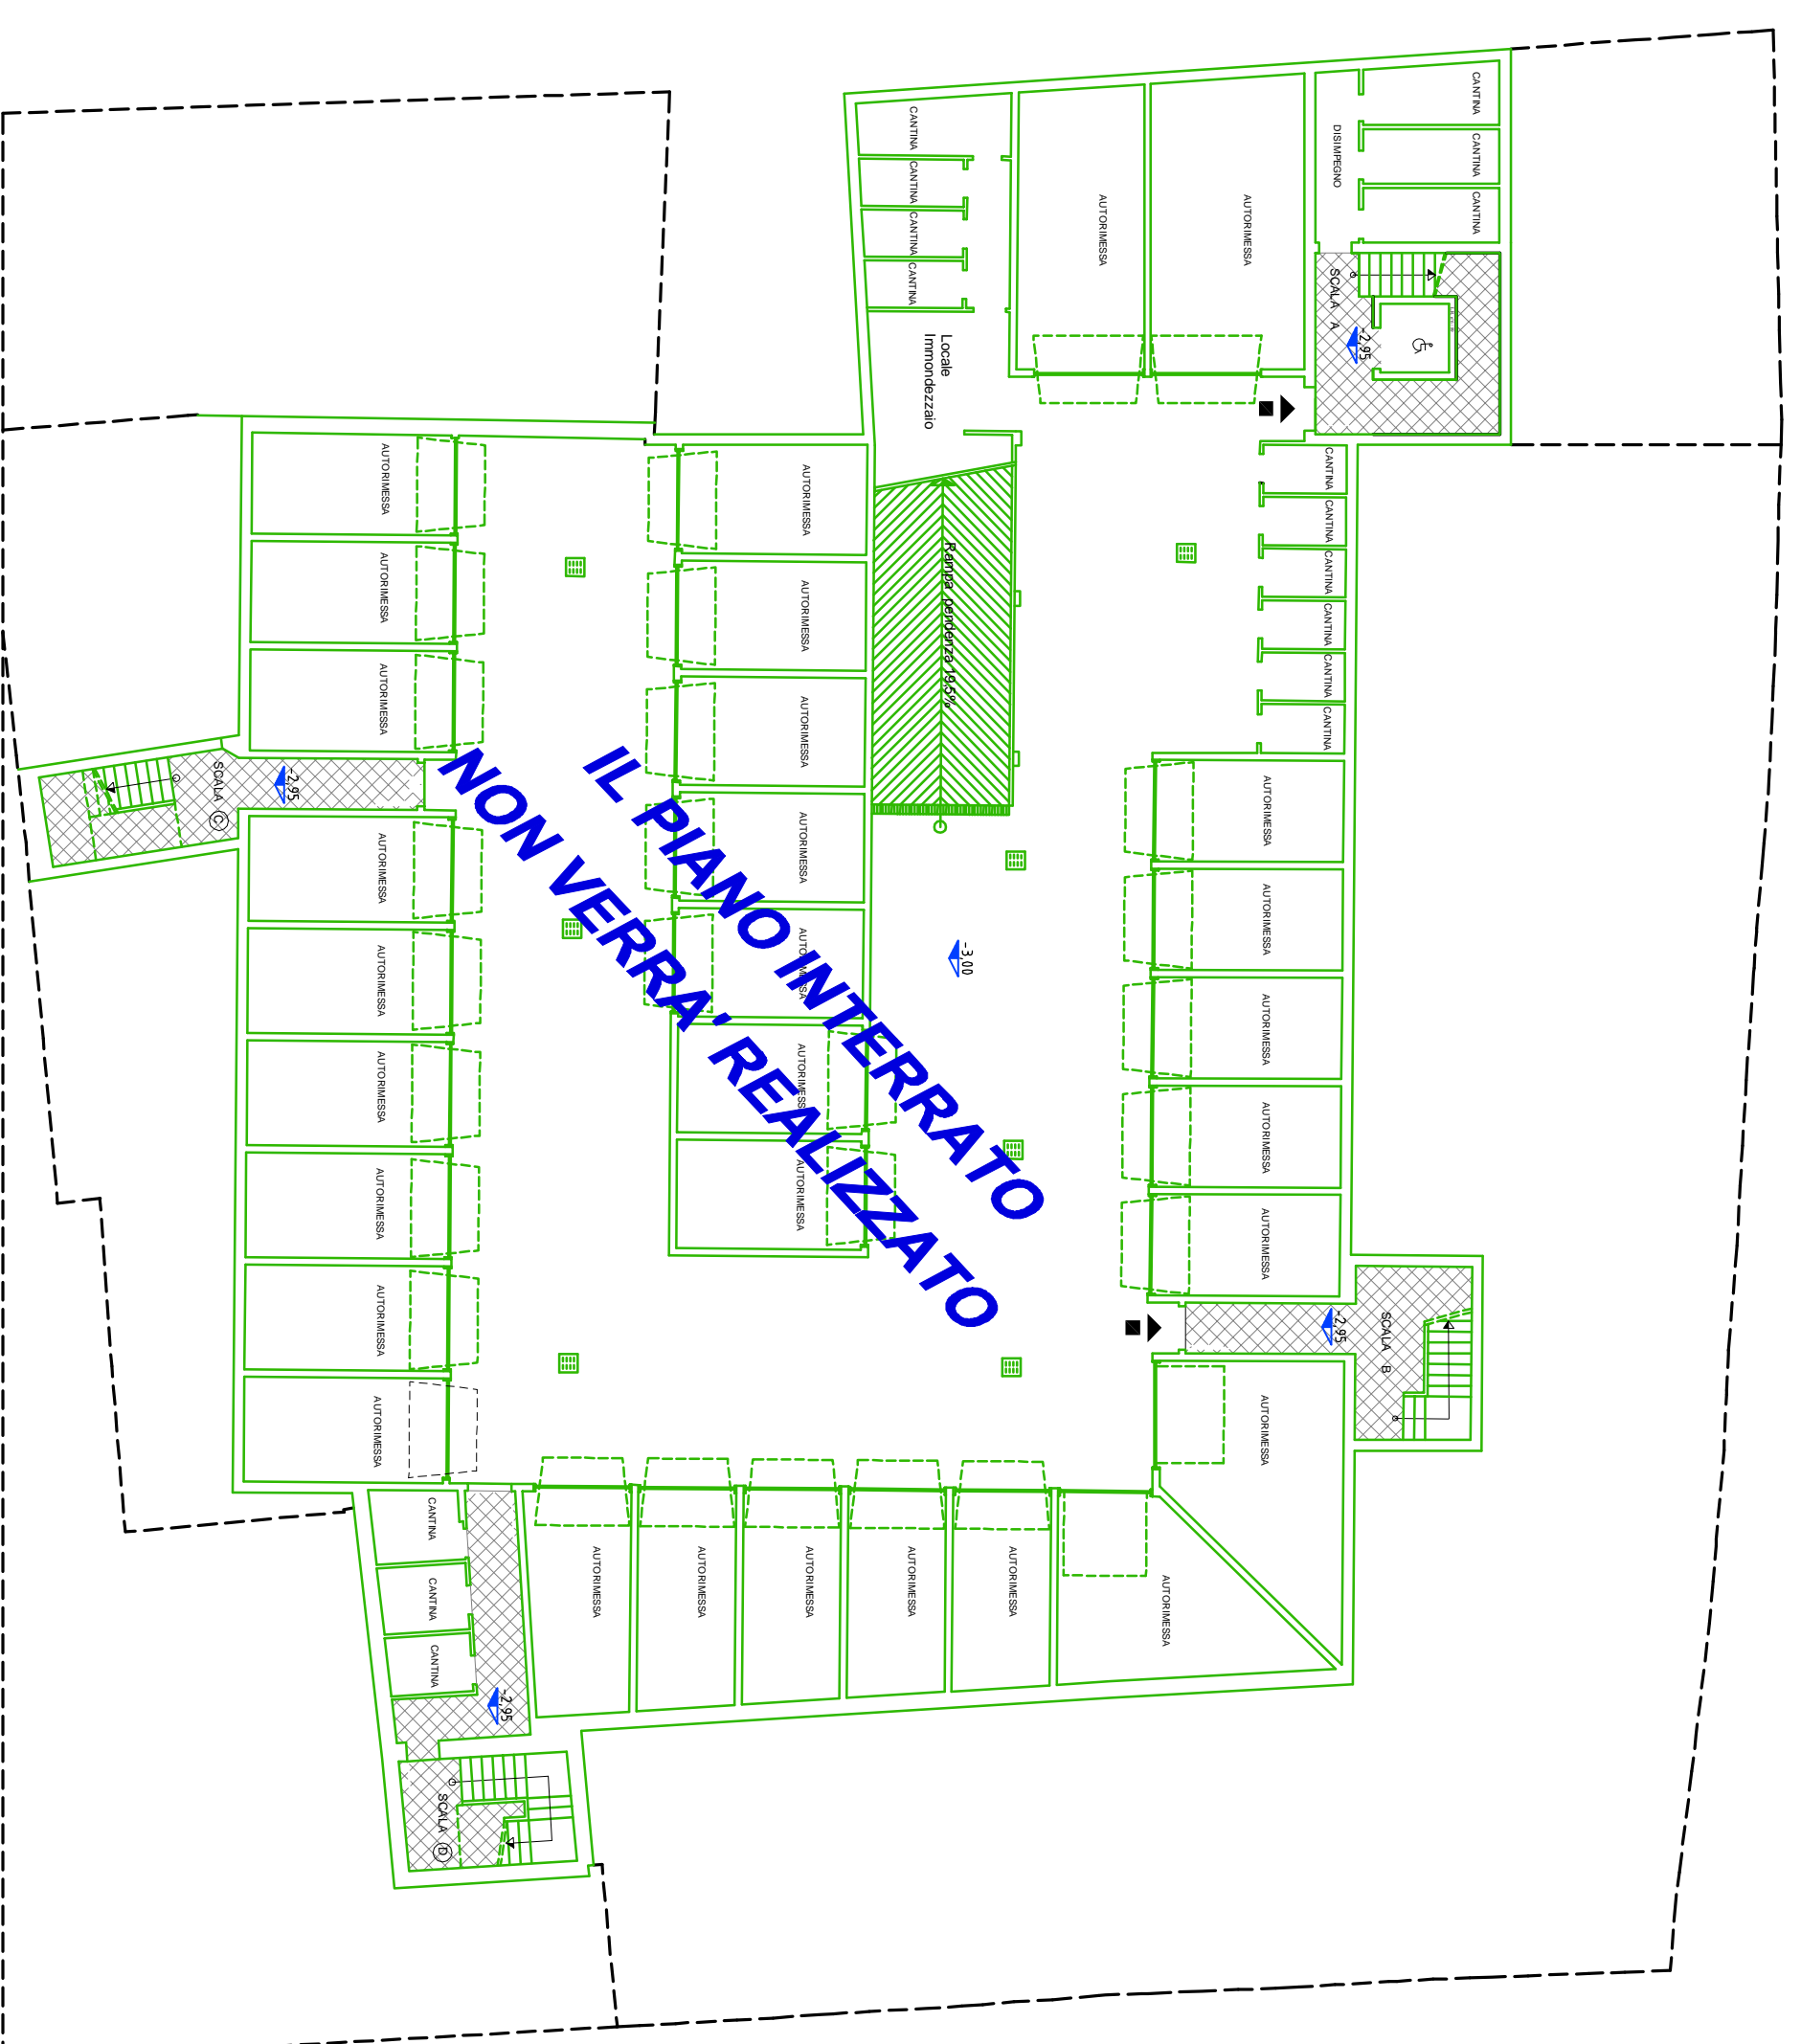 CANTINA
CANTINA
CANTINA
DISIMPEGNO
SCALA A
-2,95
AUTORIMESSA
AUTORIMESSA
CANTINA
CANTINA
CANTINA
CANTINA
Locale
Immondezzaio
CANTINA
CANTINA
CANTINA
CANTINA
CANTINA
CANTINA
Rampa pendenza 19,5%
AUTORIMESSA
AUTORIMESSA
AUTORIMESSA
AUTORIMESSA
AUTORIMESSA
AUTORIMESSA
AUTORIMESSA
AUTORIMESSA
AUTORIMESSA
AUTORIMESSA
SCALA C
-2,95
AUTORIMESSA
AUTORIMESSA
AUTORIMESSA
AUTORIMESSA
AUTORIMESSA
AUTORIMESSA
-3,00
IL PIANO INTERRATO
NON VERRA' REALIZZATO
AUTORIMESSA
AUTORIMESSA
AUTORIMESSA
AUTORIMESSA
AUTORIMESSA
-2,95
SCALA B
AUTORIMESSA
AUTORIMESSA
AUTORIMESSA
AUTORIMESSA
AUTORIMESSA
AUTORIMESSA
AUTORIMESSA
CANTINA
CANTINA
CANTINA
-2,95
SCALA D